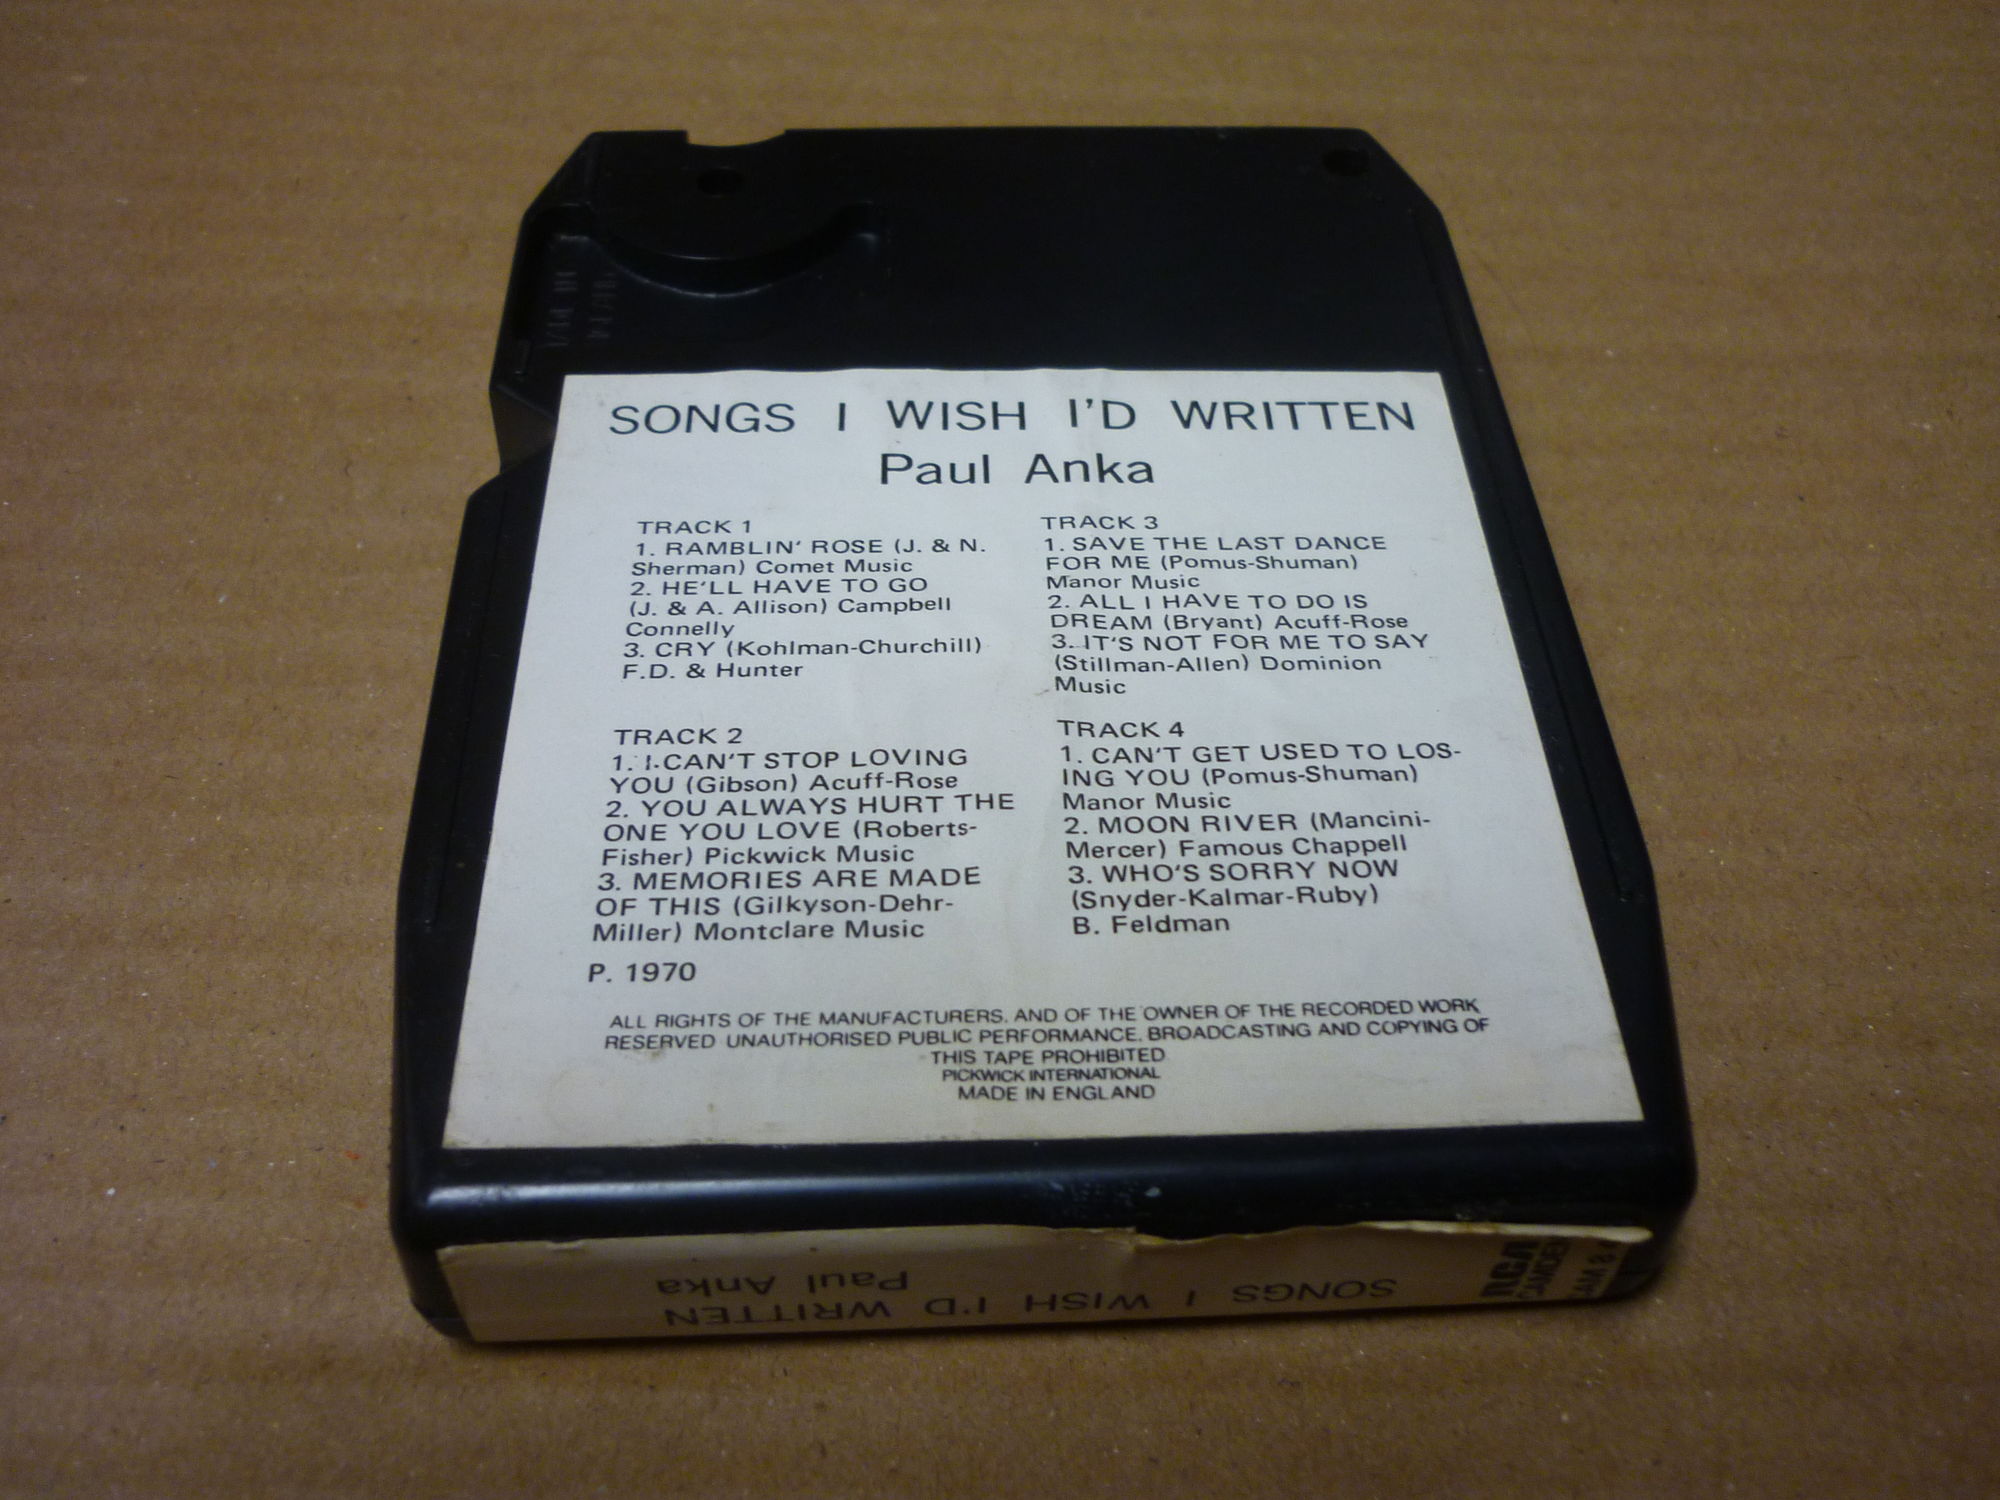 SONGS I WISH I'D WRITTEN
Paul Anka
TRACK 1
1. RAMBLIN' ROSE (J. & N.
Sherman) Comet Music
2. HE'LL HAVE TO GO
(J. & A. Allison) Campbell
Connelly
3. CRY (Kohlman-Churchill)
F.D. & Hunter
TRACK 2
1. I CAN'T STOP LOVING
YOU (Gibson) Acuff-Rose
2. YOU ALWAYS HURT THE
ONE YOU LOVE (Roberts-
Fisher) Pickwick Music
3. MEMORIES ARE MADE
OF THIS (Gilkyson-Dehr-
Miller) Montclare Music
P. 1970
TRACK 3
1. SAVE THE LAST DANCE
FOR ME (Pomus-Shuman)
Manor Music
2. ALL I HAVE TO DO IS
DREAM (Bryant) Acuff-Rose
3. IT'S NOT FOR ME TO SAY
(Stillman-Allen) Dominion
Music
TRACK 4
1. CAN'T GET USED TO LOS-
ING YOU (Pomus-Shuman)
Manor Music
2. MOON RIVER (Mancini-
Mercer) Famous Chappell
3. WHO'S SORRY NOW
(Snyder-Kalmar-Ruby)
B. Feldman
ALL RIGHTS OF THE MANUFACTURERS. AND OF THE OWNER OF THE RECORDED WORK
RESERVED UNAUTHORISED PUBLIC PERFORMANCE. BROADCASTING AND COPYING OF
THIS TAPE PROHIBITED
PICKWICK INTERNATIONAL
MADE IN ENGLAND
SONGS I WISH I'D WRITTEN
Paul Anka
RCA